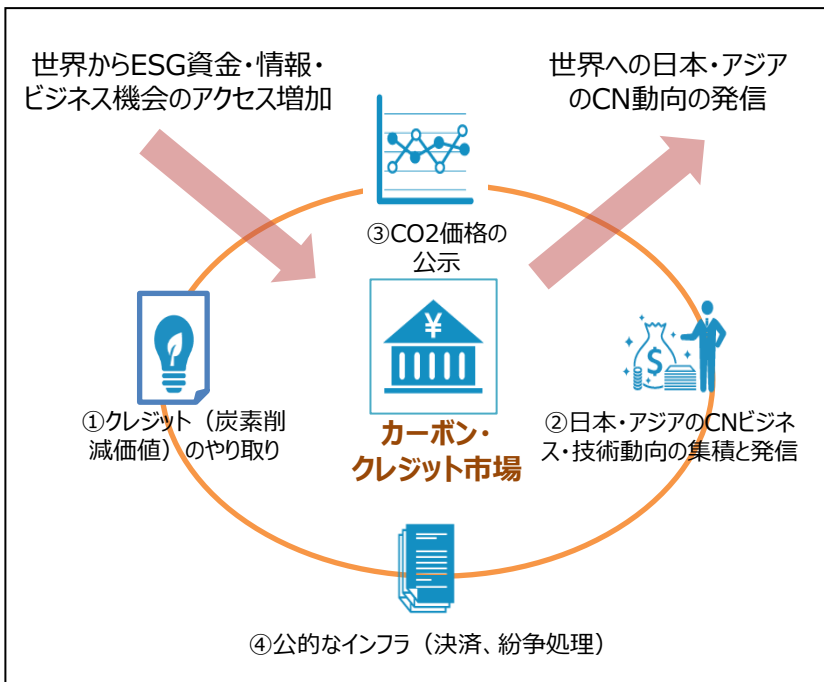 世界からESG資金・情報・
ビジネス機会のアクセス増加
世界への日本・アジア
のCN動向の発信
③CO2価格の
公示
¥
$
①クレジット（炭素削
減価値）のやり取り
カーボン・
クレジット市場
②日本・アジアのCNビジネ
ス・技術動向の集積と発信
④公的なインフラ（決済、紛争処理）